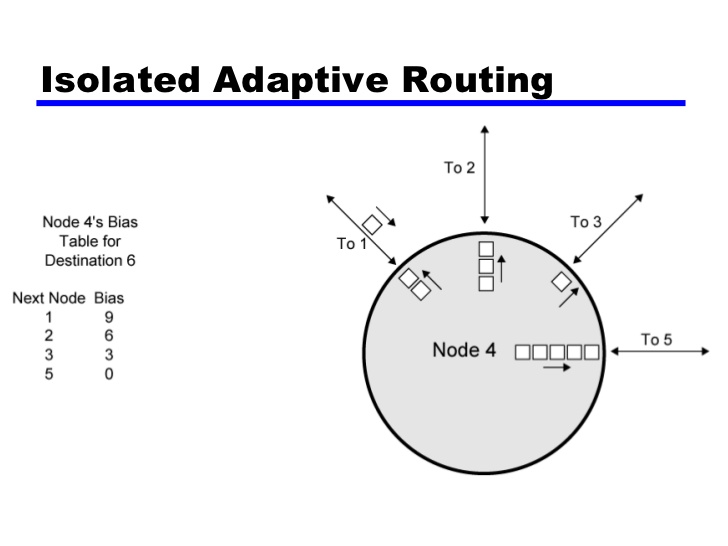 Isolated Adaptive Routing
Node 4's Bias
Table for
Destination 6
Next Node Bias
1 9
2 6
3 3
5 0
To 1
To 2
To 3
Node 4
To 5